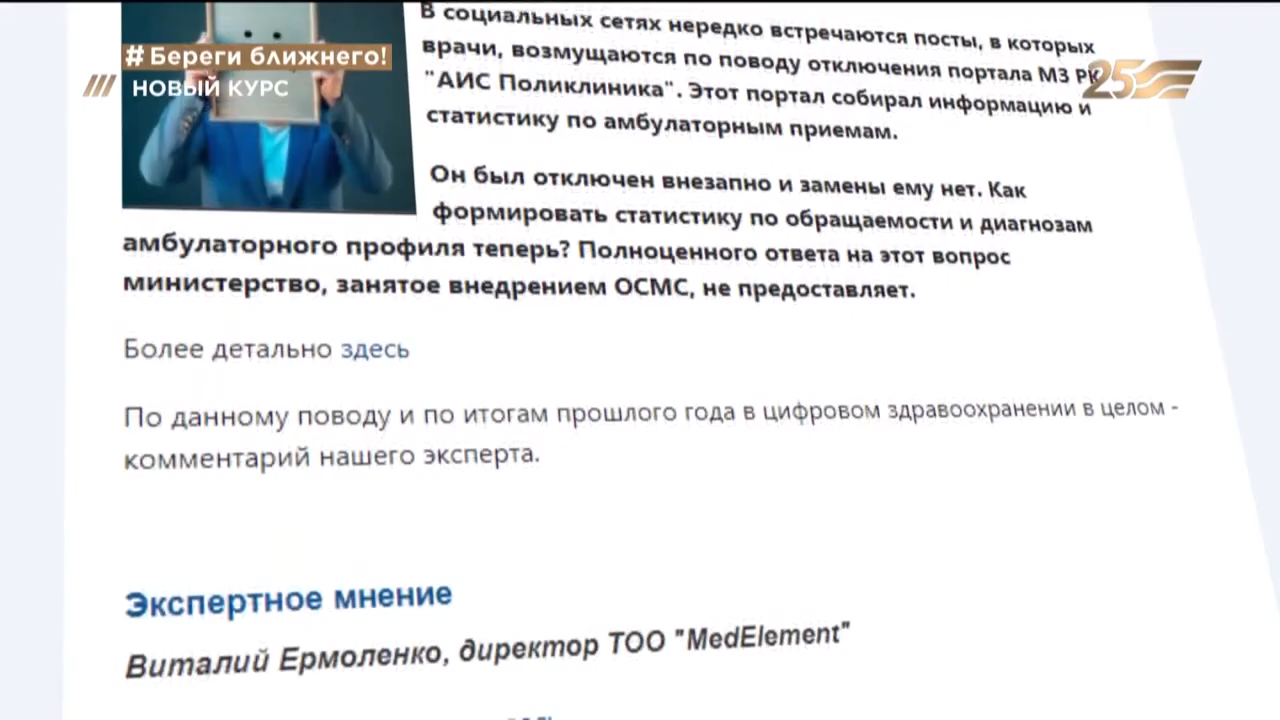 #Береги ближнего!
НОВЫЙ КУРС
25
В социальных сетях нередко встречаются посты, в которых
врачи, возмущаются по поводу отключения портала МЗ РК
"АИС Поликлиника". Этот портал собирал информацию и
статистику по амбулаторным приемам.
Он был отключен внезапно и замены ему нет. Как
формировать статистику по обращаемости и диагнозам
амбулаторного профиля теперь? Полноценного ответа на этот вопрос
министерство, занятое внедрением ОСМС, не предоставляет.
Более детально здесь
По данному поводу и по итогам прошлого года в цифровом здравоохранении в целом -
комментарий нашего эксперта.
Экспертное мнение
Виталий Ермоленко, директор ТОО "MedElement"